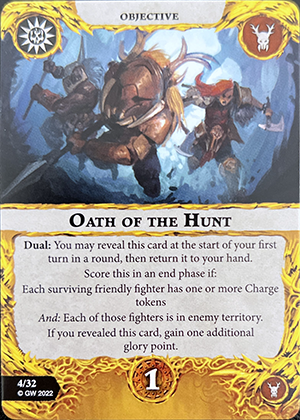 OBJECTIVE
OATH OF THE HUNT
Dual: You may reveal this card at the start of your first
turn in a round, then return it to your hand.
Score this in an end phase if:
Each surviving friendly fighter has one or more Charge
tokens
And: Each of those fighters is in enemy territory.
If you revealed this card, gain one additional
glory point.
4/32
© GW 2022
1